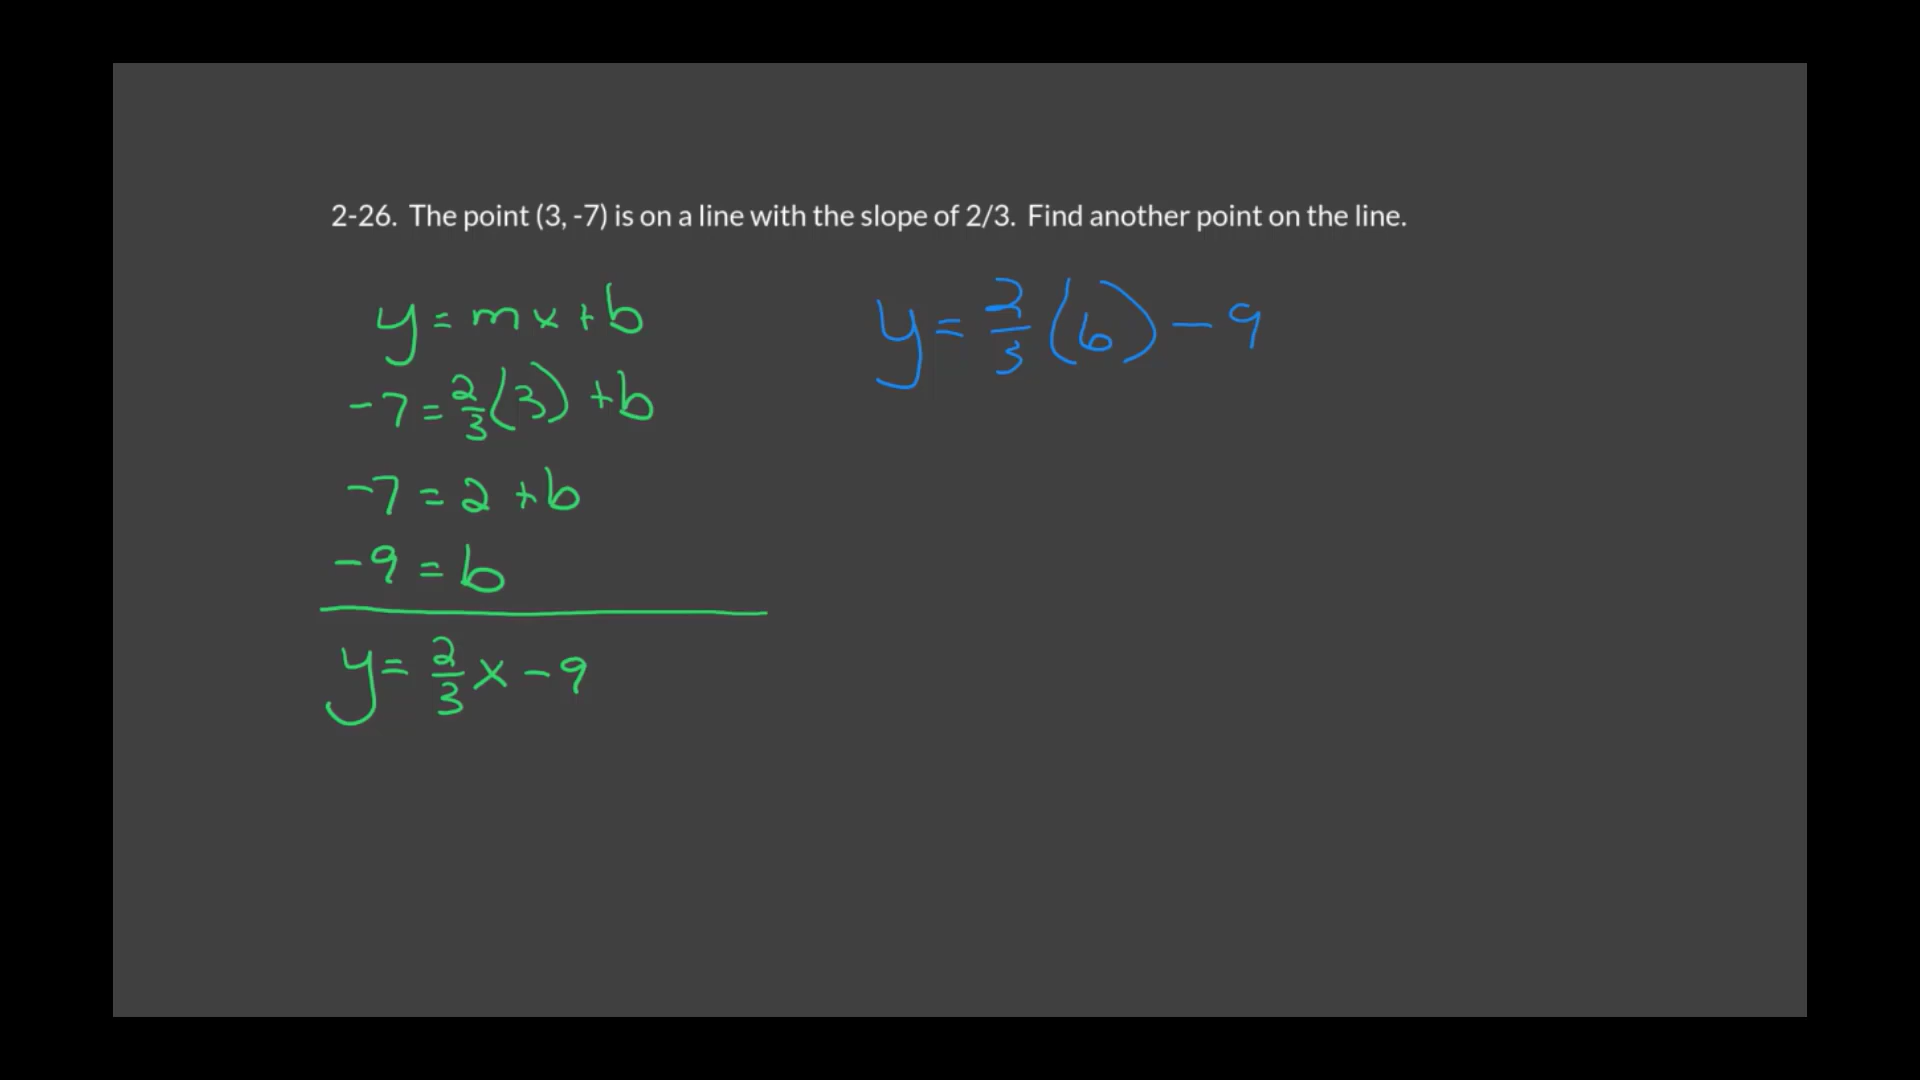 2-26. The point (3, -7) is on a line with the slope of 2/3. Find another point on the line.
y = mx + b
-7 = 2/3 (3) + b
-7 = 2 + b
-9 = b
y = 2/3 x - 9
y = 2/3 (6) - 9